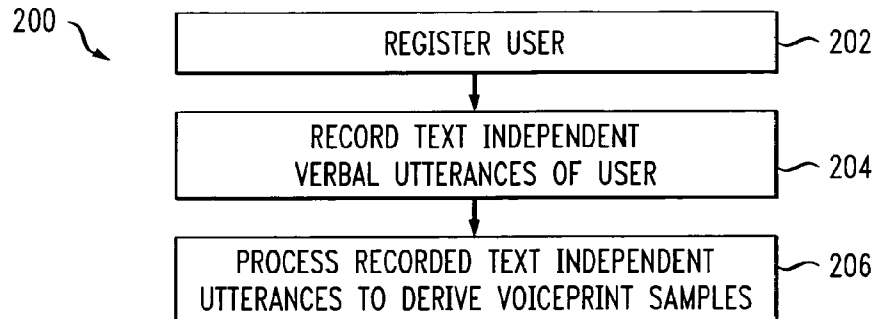 200
REGISTER USER
202
RECORD TEXT INDEPENDENT
VERBAL UTTERANCES OF USER
204
PROCESS RECORDED TEXT INDEPENDENT
UTTERANCES TO DERIVE VOICEPRINT SAMPLES
206